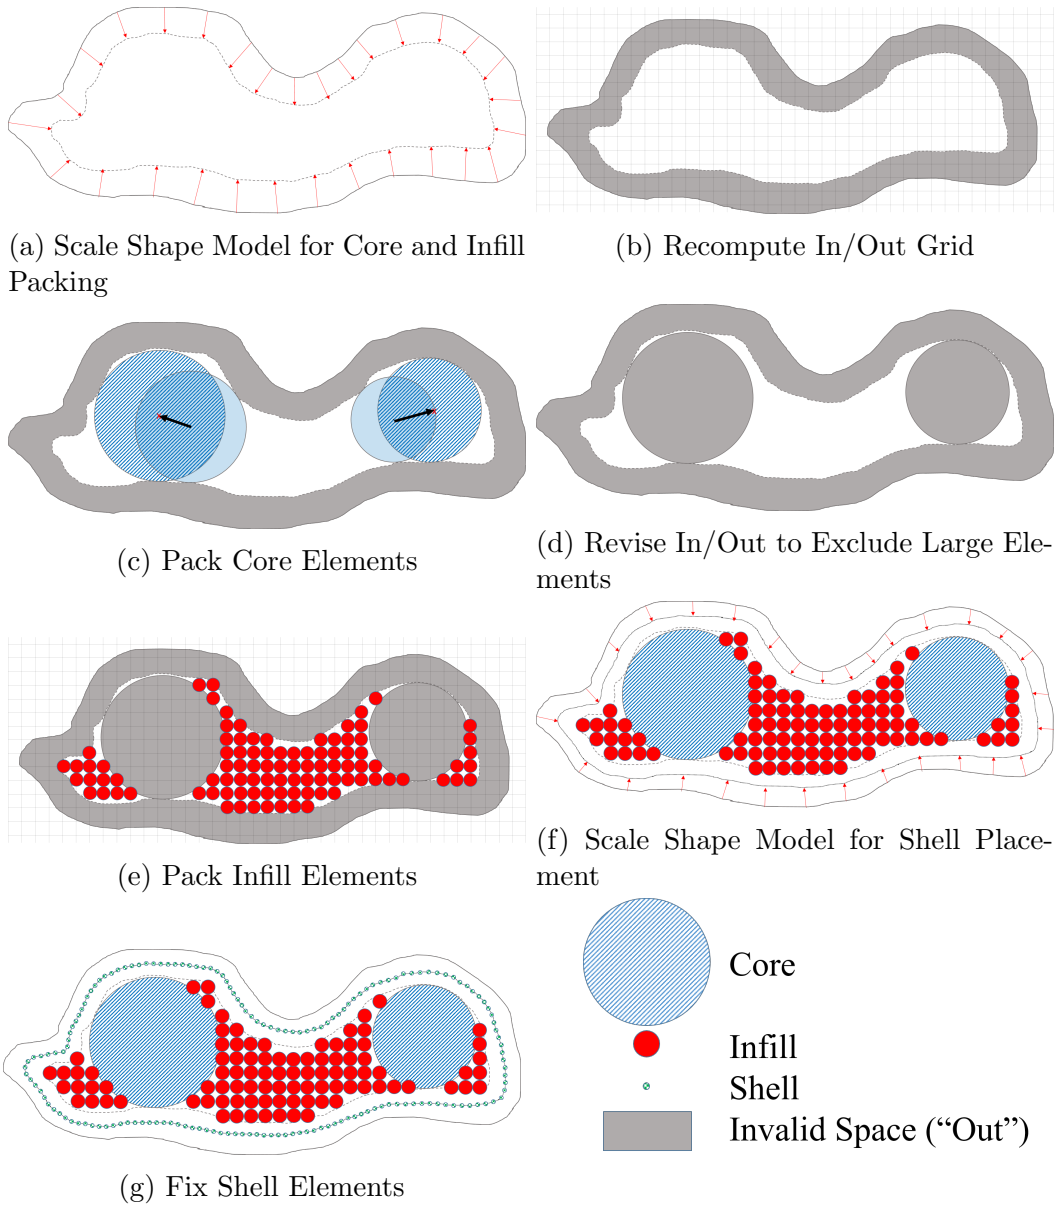 (a) Scale Shape Model for Core and Infill
Packing
(b) Recompute In/Out Grid
(c) Pack Core Elements
(d) Revise In/Out to Exclude Large Ele-
ments
(e) Pack Infill Elements
(f) Scale Shape Model for Shell Place-
ment
Core
Infill
Shell
Invalid Space (“Out”)
(g) Fix Shell Elements